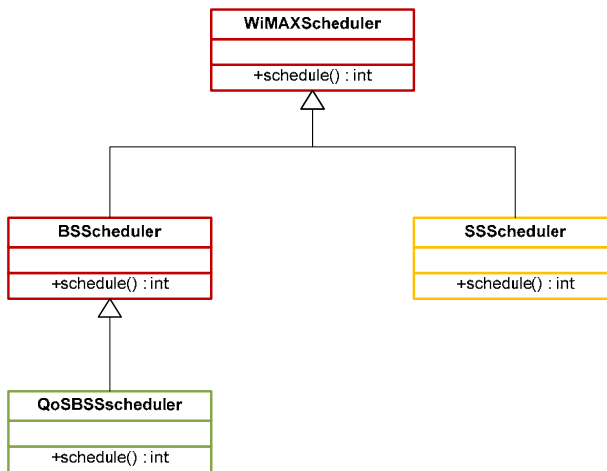 WiMAXScheduler
+schedule() : int
BSScheduler
+schedule() : int
SSScheduler
+schedule() : int
QoSBSSscheduler
+schedule() : int